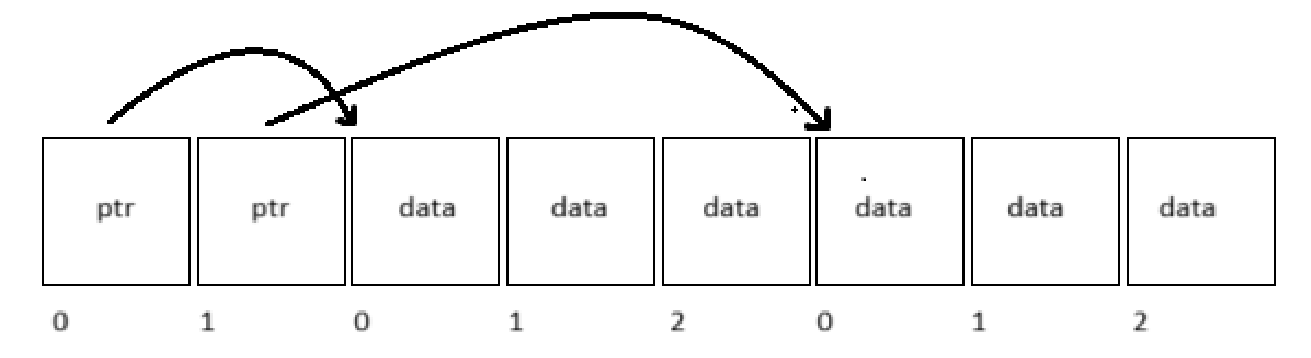 ptr ptr data data data data data data
0 1 0 1 2 0 1 2